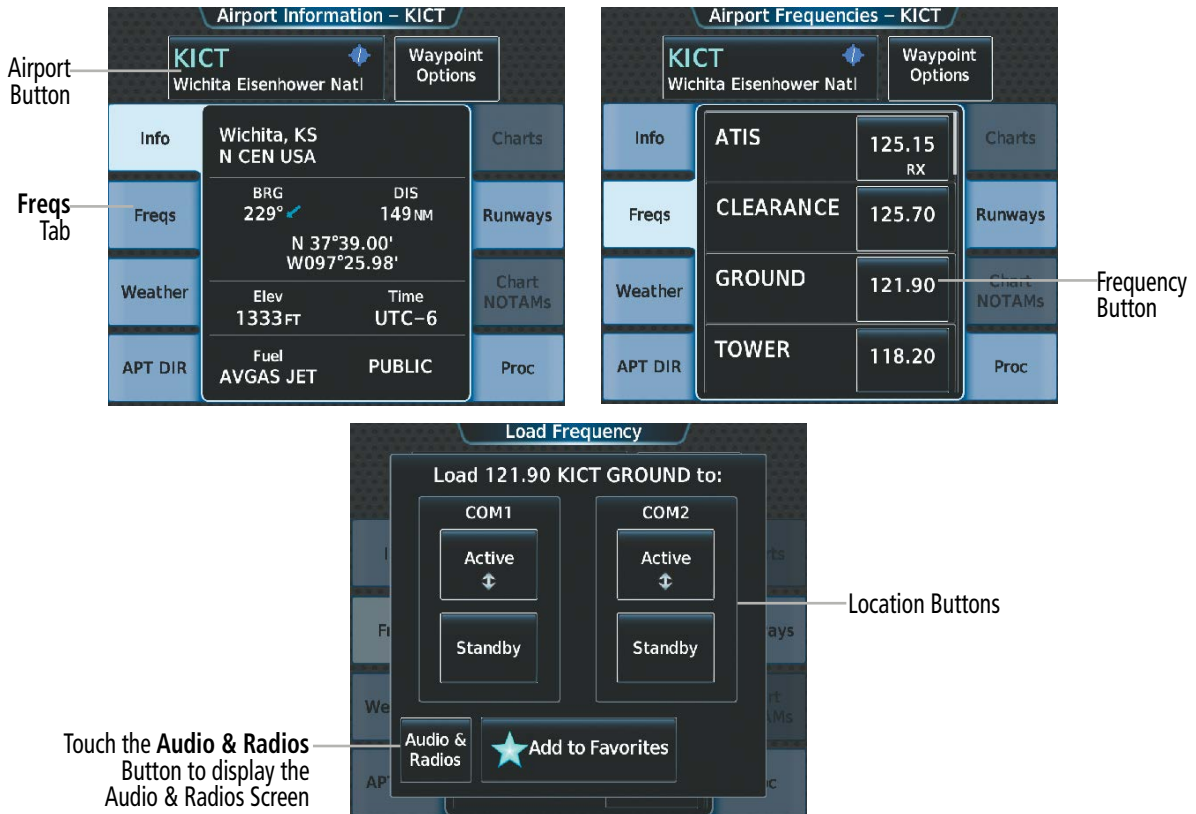 Airport Information – KICT
KICT
Wichita Eisenhower Natl
Waypoint
Options
Airport
Button
Info
Freqs
Weather
APT DIR
Freqs
Tab
Wichita, KS
N CEN USA
BRG
229°
DIS
149NM
N 37°39.00'
W097°25.98'
Elev
1333FT
Time
UTC–6
Fuel
AVGAS JET
PUBLIC
Charts
Runways
Chart
NOTAMs
Proc
Airport Frequencies – KICT
KICT
Wichita Eisenhower Natl
Waypoint
Options
Info
Freqs
Weather
APT DIR
ATIS
125.15
RX
CLEARANCE
125.70
GROUND
121.90
TOWER
118.20
Charts
Runways
Chart
NOTAMs
Proc
Frequency
Button
Load Frequency
Load 121.90 KICT GROUND to:
COM1
Active
Standby
COM2
Active
Standby
Location Buttons
Audio &
Radios
Add to Favorites
Touch the Audio & Radios
Button to display the
Audio & Radios Screen